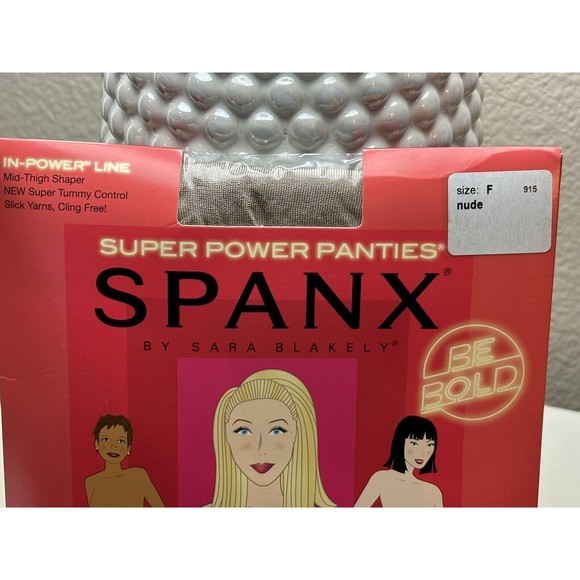 IN-POWER® LINE
Mid-Thigh Shaper
NEW Super Tummy Control
Slick Yarns, Cling Free!
size: F 915
nude
SUPER POWER PANTIES®
SPANX®
BY SARA BLAKELY®
BE
BOLD